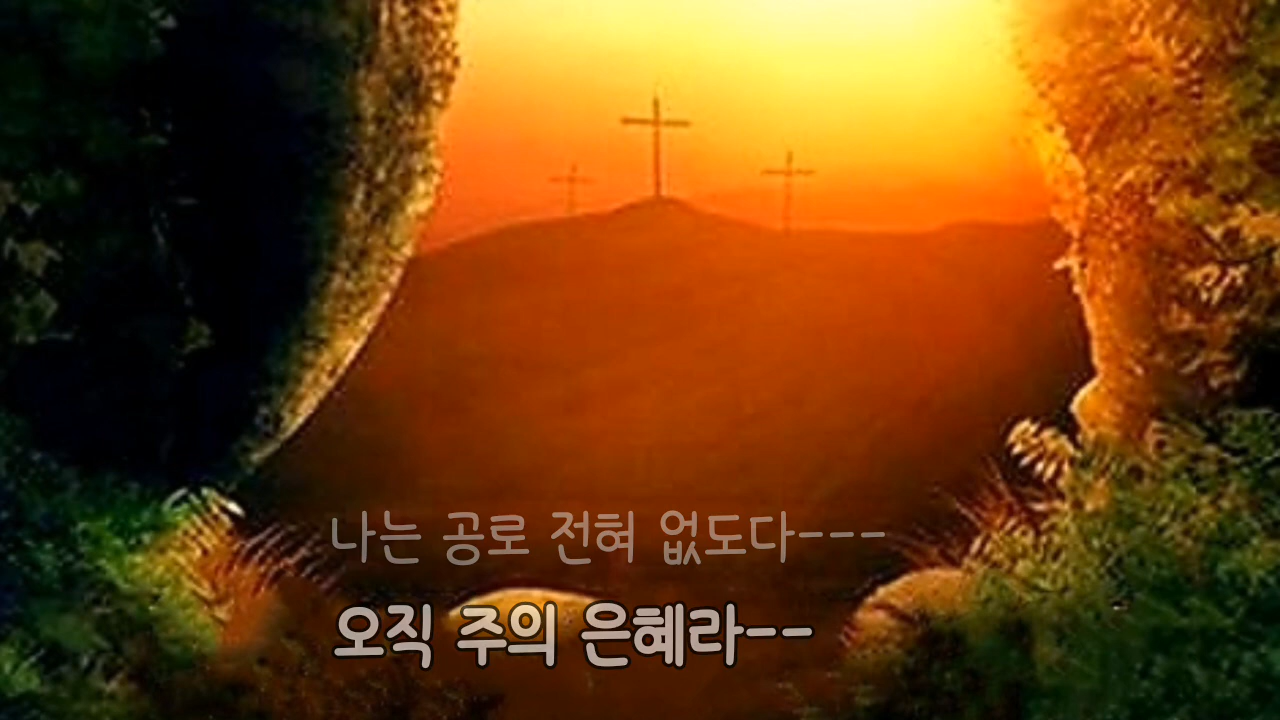 나는 공로 전혀 없도다---
오직 주의 은혜라--